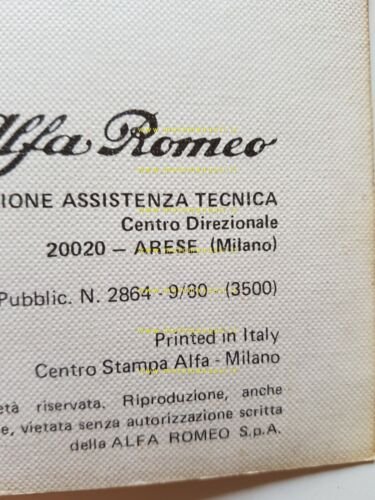 Alfa Romeo
IONE ASSISTENZA TECNICA
Centro Direzionale
20020 — ARESE (Milano)
Pubblic. N. 2864 - 9/80 - (3500)
Printed in Italy
Centro Stampa Alfa - Milano
età riservata. Riproduzione, anche
e, vietata senza autorizzazione scritta
della ALFA ROMEO S.p.A.